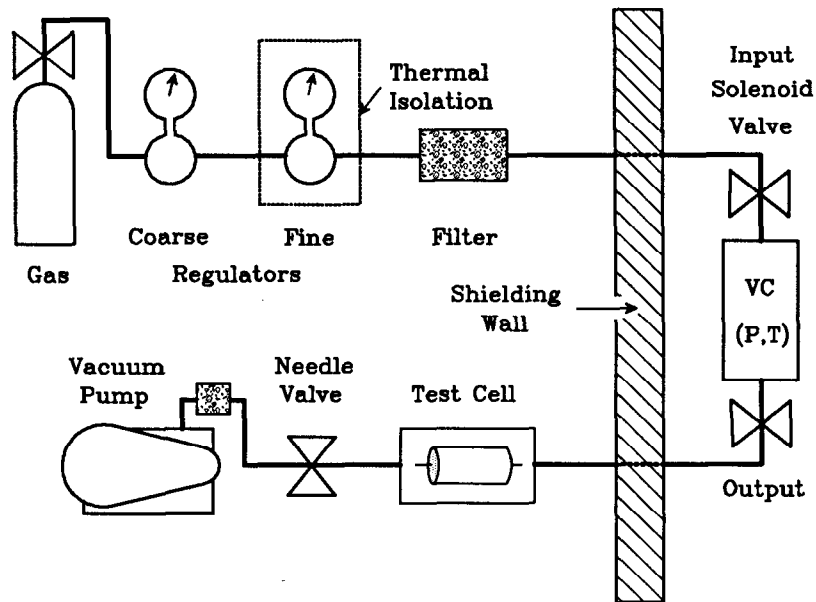 Input
Solenoid
Valve
Thermal
Isolation
Coarse
Fine
Filter
Gas
Regulators
Shielding
Wall
VC
(P,T)
Vacuum
Pump
Needle
Valve
Test Cell
Output